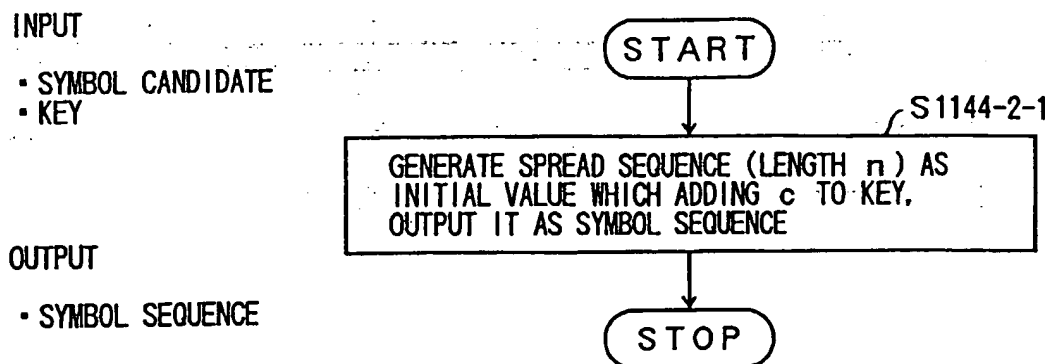 INPUT
・SYMBOL CANDIDATE
・KEY
START
S1144-2-1
GENERATE SPREAD SEQUENCE (LENGTH n) AS
INITIAL VALUE WHICH ADDING c TO KEY.
OUTPUT IT AS SYMBOL SEQUENCE
OUTPUT
・SYMBOL SEQUENCE
STOP